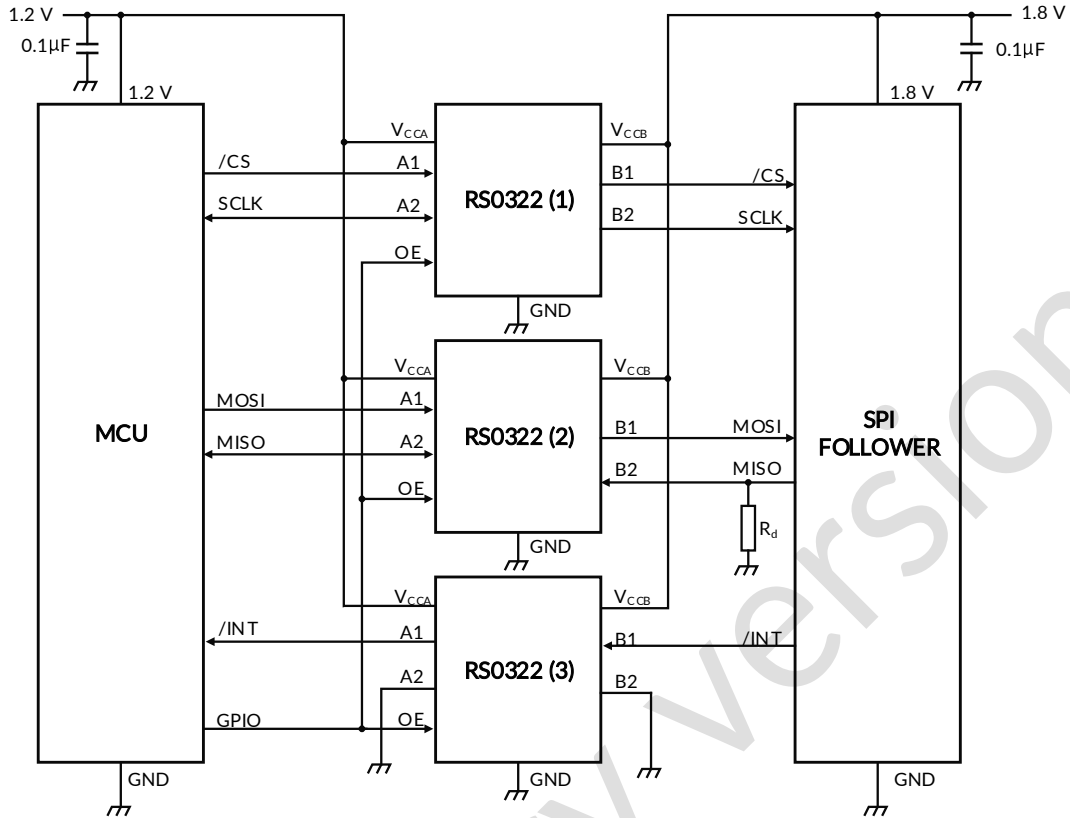 1.2 V
1.8 V
0.1μF
0.1μF
1.2 V
1.8 V
MCU
/CS
SCLK
MOSI
MISO
/INT
GPIO
GND
VCCA
A1
A2
OE
RS0322 (1)
VCCB
B1
B2
GND
VCCA
A1
A2
OE
RS0322 (2)
VCCB
B1
B2
GND
VCCA
A1
A2
OE
RS0322 (3)
VCCB
B1
B2
GND
/CS
SCLK
MOSI
MISO
Rd
/INT
SPI
FOLLOWER
GND
version